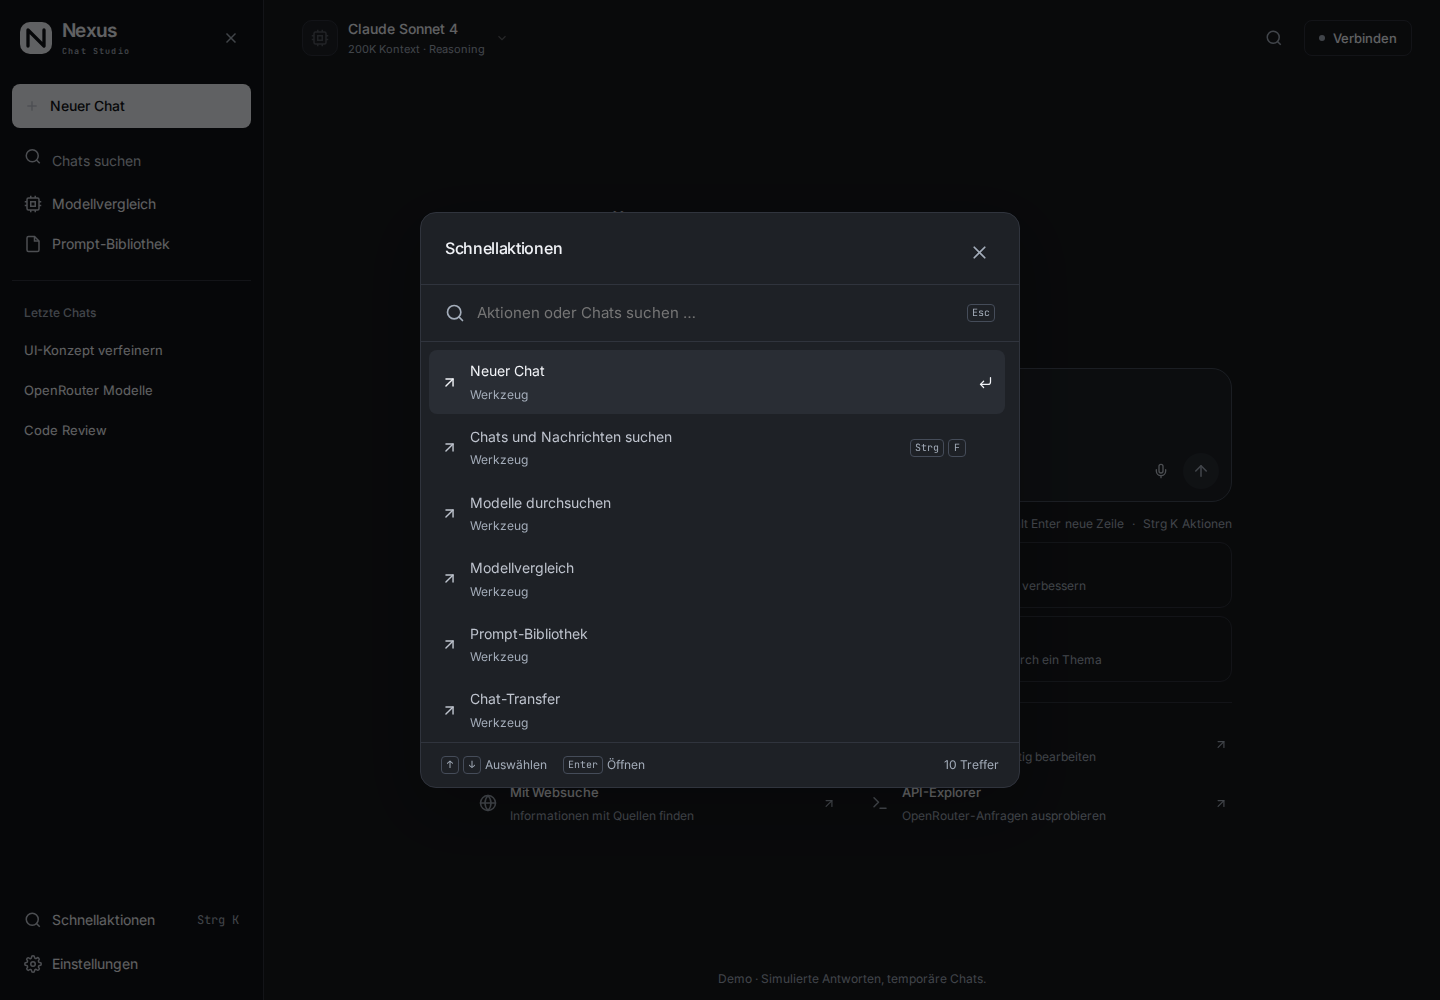 Nexus
Chat Studio
Neuer Chat
Chats suchen
Modellvergleich
Prompt-Bibliothek
Letzte Chats
UI-Konzept verfeinern
OpenRouter Modelle
Code Review
Schnellaktionen Strg K
Einstellungen
Claude Sonnet 4
200K Kontext · Reasoning
Verbinden
Schnellaktionen
Aktionen oder Chats suchen ...
Esc
Neuer Chat
Werkzeug
Chats und Nachrichten suchen
Werkzeug
Strg F
Modelle durchsuchen
Werkzeug
Modellvergleich
Werkzeug
Prompt-Bibliothek
Werkzeug
Chat-Transfer
Werkzeug
↑ ↓ Auswählen Enter Öffnen 10 Treffer
Enter neue Zeile · Strg K Aktionen
verbessern
ein Thema
bearbeiten
Mit Websuche
Informationen mit Quellen finden
API-Explorer
OpenRouter-Anfragen ausprobieren
Demo · Simulierte Antworten, temporäre Chats.